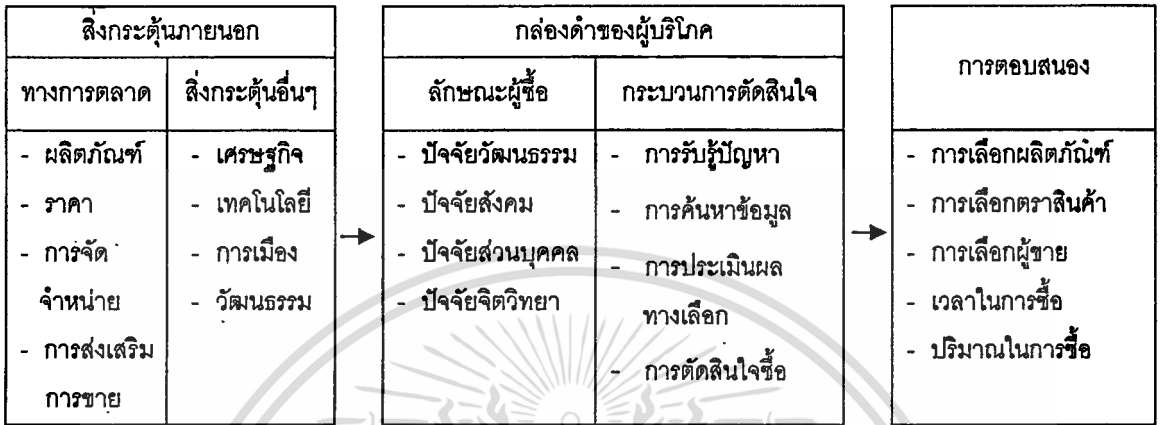 สิ่งกระตุ้นภายนอก
ทางการตลาด
- ผลิตภัณฑ์
- ราคา
- การจัด
จำหน่าย
- การส่งเสริม
การขาย
สิ่งกระตุ้นอื่นๆ
- เศรษฐกิจ
- เทคโนโลยี
- การเมือง
- วัฒนธรรม
กล่องดำของผู้บริโภค
ลักษณะผู้ซื้อ
- ปัจจัยวัฒนธรรม
- ปัจจัยสังคม
- ปัจจัยส่วนบุคคล
- ปัจจัยจิตวิทยา
กระบวนการตัดสินใจ
- การรับรู้ปัญหา
- การค้นหาข้อมูล
- การประเมินผล
ทางเลือก
- การตัดสินใจซื้อ
การตอบสนอง
- การเลือกผลิตภัณฑ์
- การเลือกตราสินค้า
- การเลือกผู้ขาย
- เวลาในการซื้อ
- ปริมาณในการซื้อ